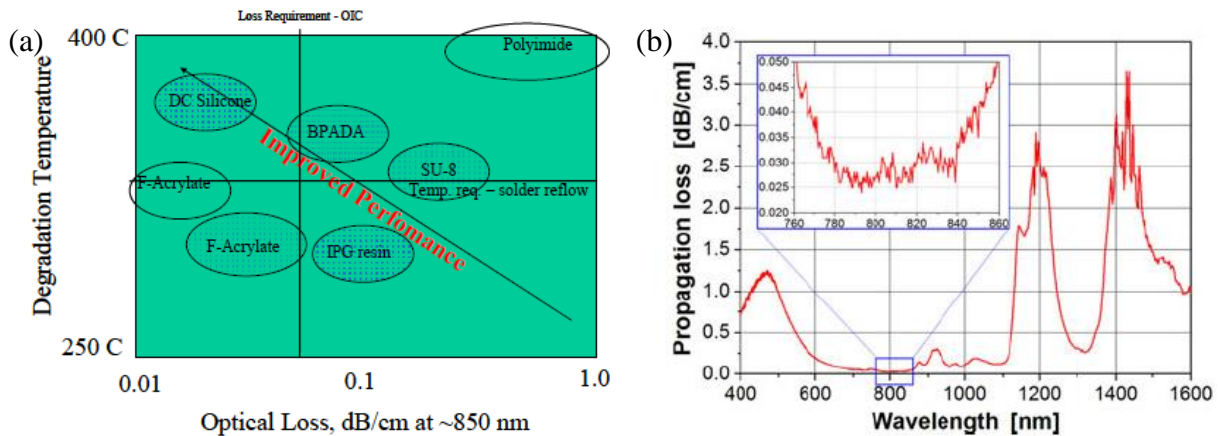 (a)
Loss Requirement - OIC
400 C
250 C
Degradation Temperature
Polyimide
DC Silicone
BPADA
SU-8
F-Acrylate
Temp. req. – solder reflow
F-Acrylate
IPG resin
Improved Perfomance
0.01
0.1
1.0
Optical Loss, dB/cm at ~850 nm
(b)
Propagation loss [dB/cm]
4.0
3.5
3.0
2.5
2.0
1.5
1.0
0.5
0.0
0.050
0.045
0.040
0.035
0.030
0.025
0.020
760 780 800 820 840 860
400 600 800 1000 1200 1400 1600
Wavelength [nm]